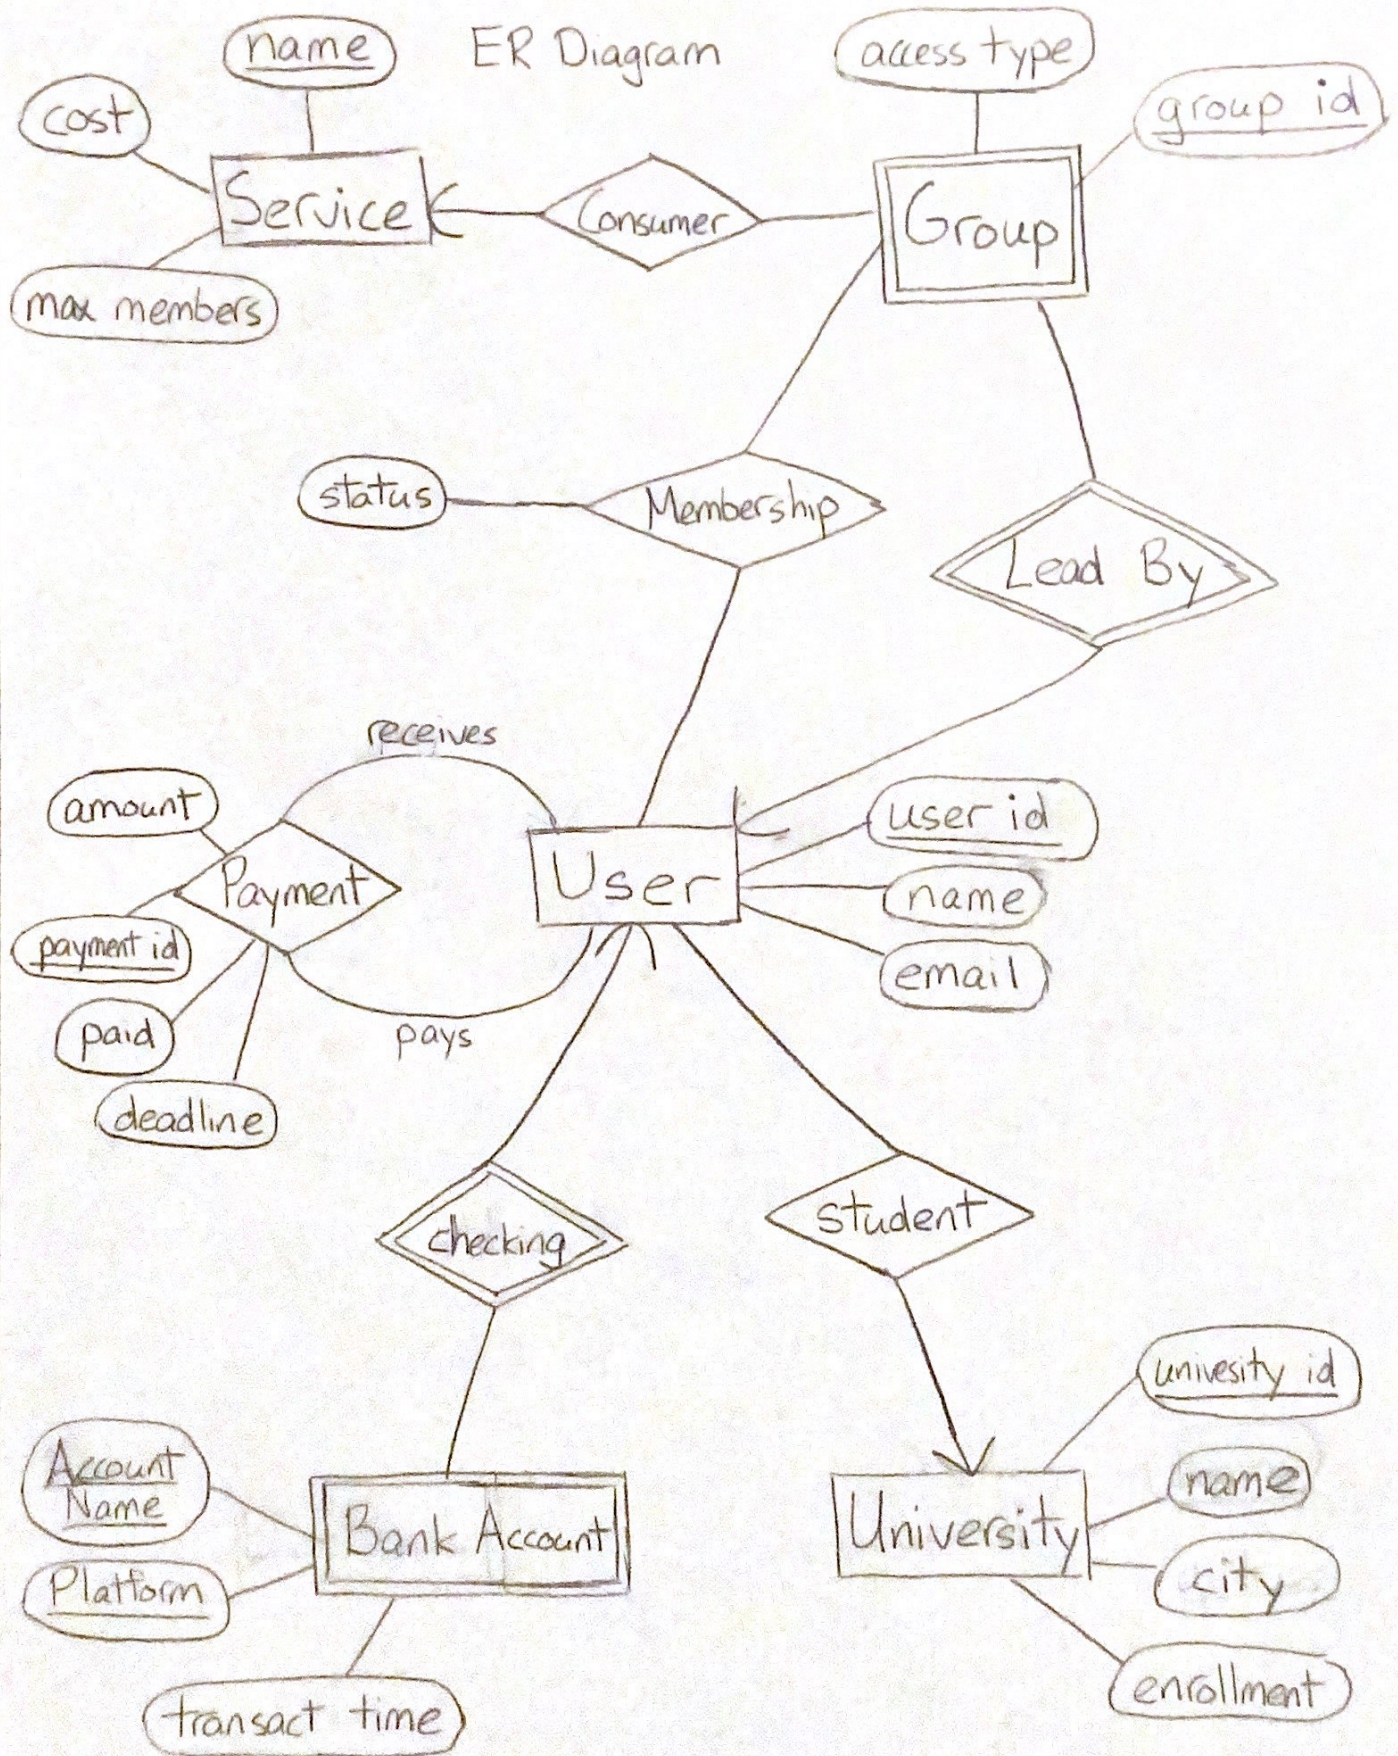 ER Diagram
name
access type
cost
group id
Service
Consumer
Group
max members
status
Membership
Lead By
receives
amount
user id
Payment
User
name
payment id
email
paid
pays
deadline
checking
student
univesity id
Account
Name
name
Bank Account
University
Platform
city
enrollment
transact time